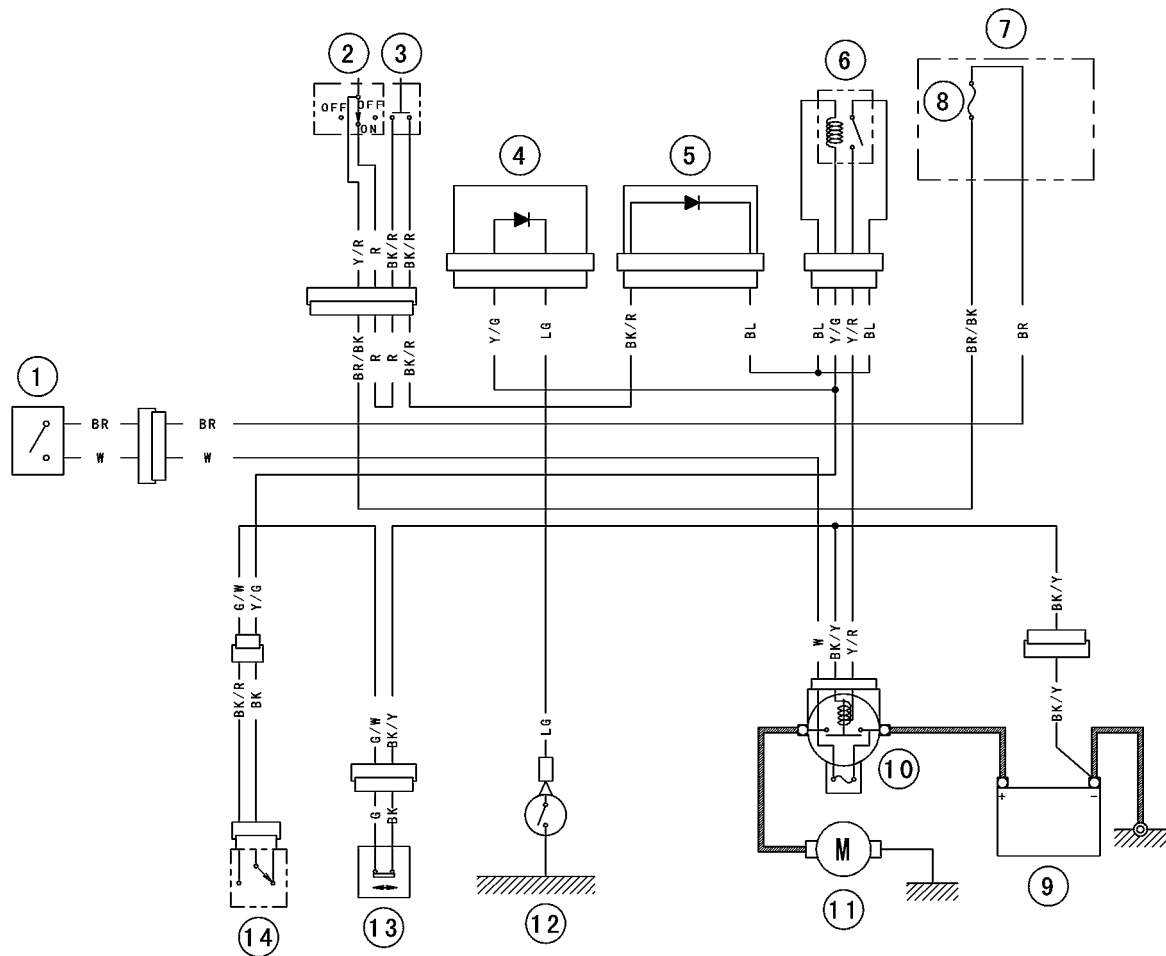 2 3 6 7
8
OFF OFF
ON
4 5
Y/R R BK/R BK/R
BR/BK R R BK/R
Y/G LG BK/R BL BL Y/G Y/R BL BR/BK BR
1
BR BR
W W
G/W Y/G
BK/Y
W BK/Y Y/R
BK/R BK
BK/Y
G/W BK/Y
LG
10
+ −
G BK
M
9
14 13 12 11